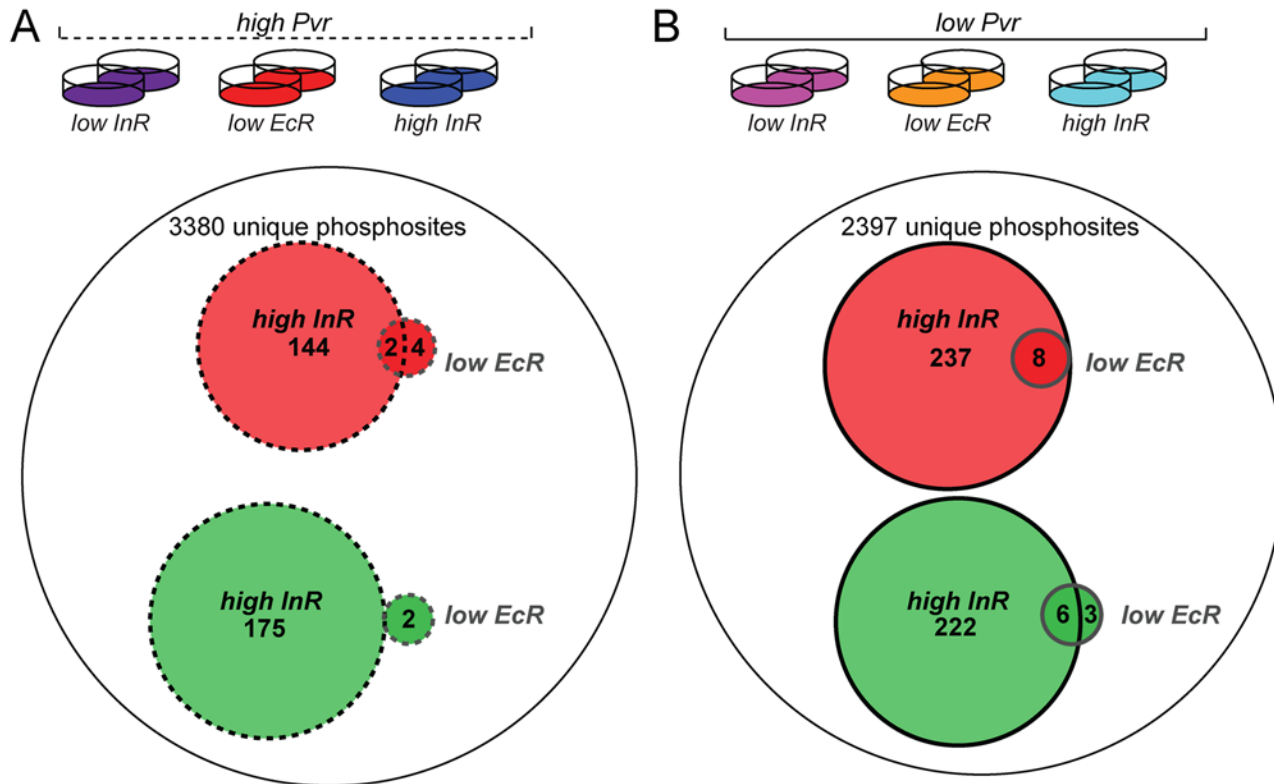 A
high Pvr
low InR low EcR high InR
3380 unique phosphosites
high InR
144
2 4
low EcR
high InR
175
2
low EcR
B
low Pvr
low InR low EcR high InR
2397 unique phosphosites
high InR
237
8
low EcR
high InR
222
6 3
low EcR